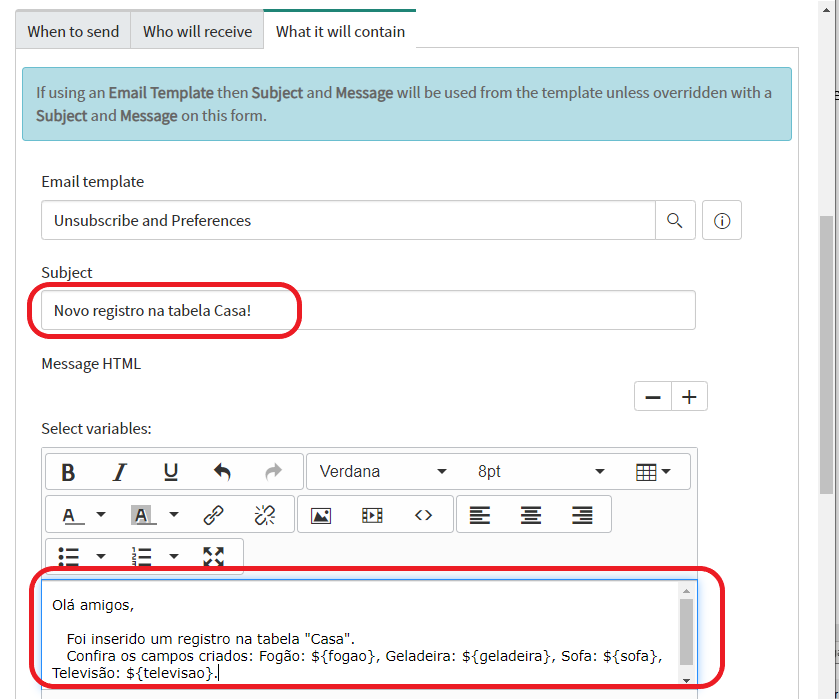 When to send
Who will receive
What it will contain
If using an Email Template then Subject and Message will be used from the template unless overridden with a
Subject and Message on this form.
Email template
Unsubscribe and Preferences
Subject
Novo registro na tabela Casa!
Message HTML
Select variables:
B I U Verdana 8pt
A A
Olá amigos,
Foi inserido um registro na tabela "Casa".
Confira os campos criados: Fogão: ${fogao}, Geladeira: ${geladeira}, Sofa: ${sofa},
Televisão: ${televisao}.